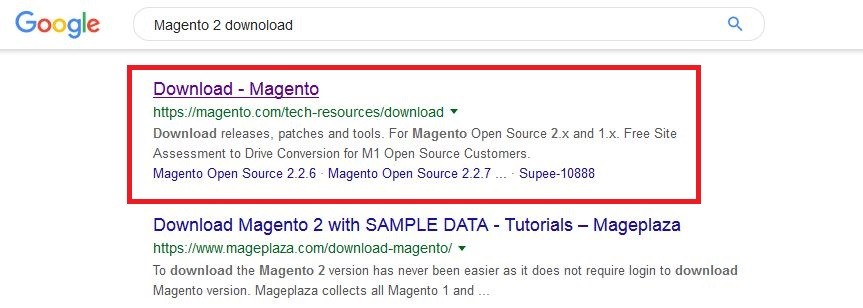 Google
Magento 2 downoload
Download - Magento
https://magento.com/tech-resources/download
Download releases, patches and tools. For Magento Open Source 2.x and 1.x. Free Site
Assessment to Drive Conversion for M1 Open Source Customers.
Magento Open Source 2.2.6 · Magento Open Source 2.2.7 ... · Supee-10888
Download Magento 2 with SAMPLE DATA - Tutorials – Mageplaza
https://www.mageplaza.com/download-magento/
To download the Magento 2 version has never been easier as it does not require login to download
Magento version. Mageplaza collects all Magento 1 and ...